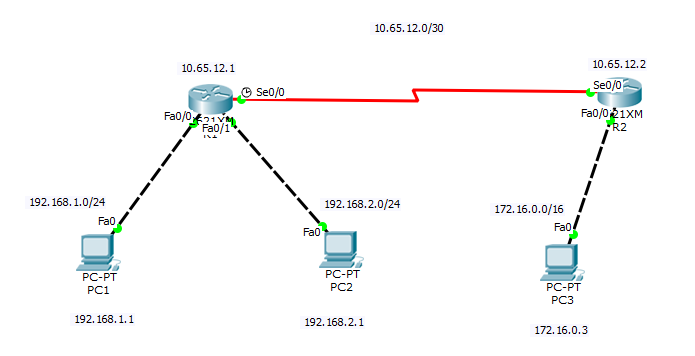 10.65.12.0/30
10.65.12.1
10.65.12.2
Se0/0
Se0/0
Fa0/0
Fa0/1
R1
Fa0/0
21XM
R2
192.168.1.0/24
192.168.2.0/24
172.16.0.0/16
Fa0
Fa0
Fa0
PC-PT
PC1
PC-PT
PC2
PC-PT
PC3
192.168.1.1
192.168.2.1
172.16.0.3